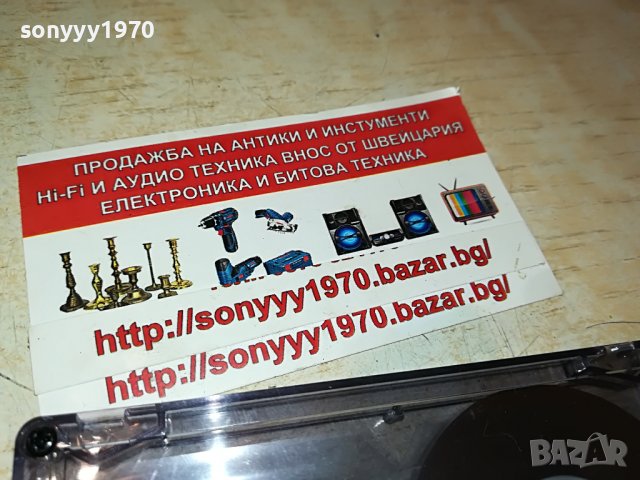 sonyyy1970
ПРОДАЖБА НА АНТИКИ И ИНСТУМЕНТИ
Hi-Fi И АУДИО ТЕХНИКА ВНОС ОТ ШВЕИЦАРИЯ
ЕЛЕКТРОНИКА И БИТОВА ТЕХНИКА
http://sonyyy1970.bazar.bg/
http://sonyyy1970.bazar.bg/
BAZAR